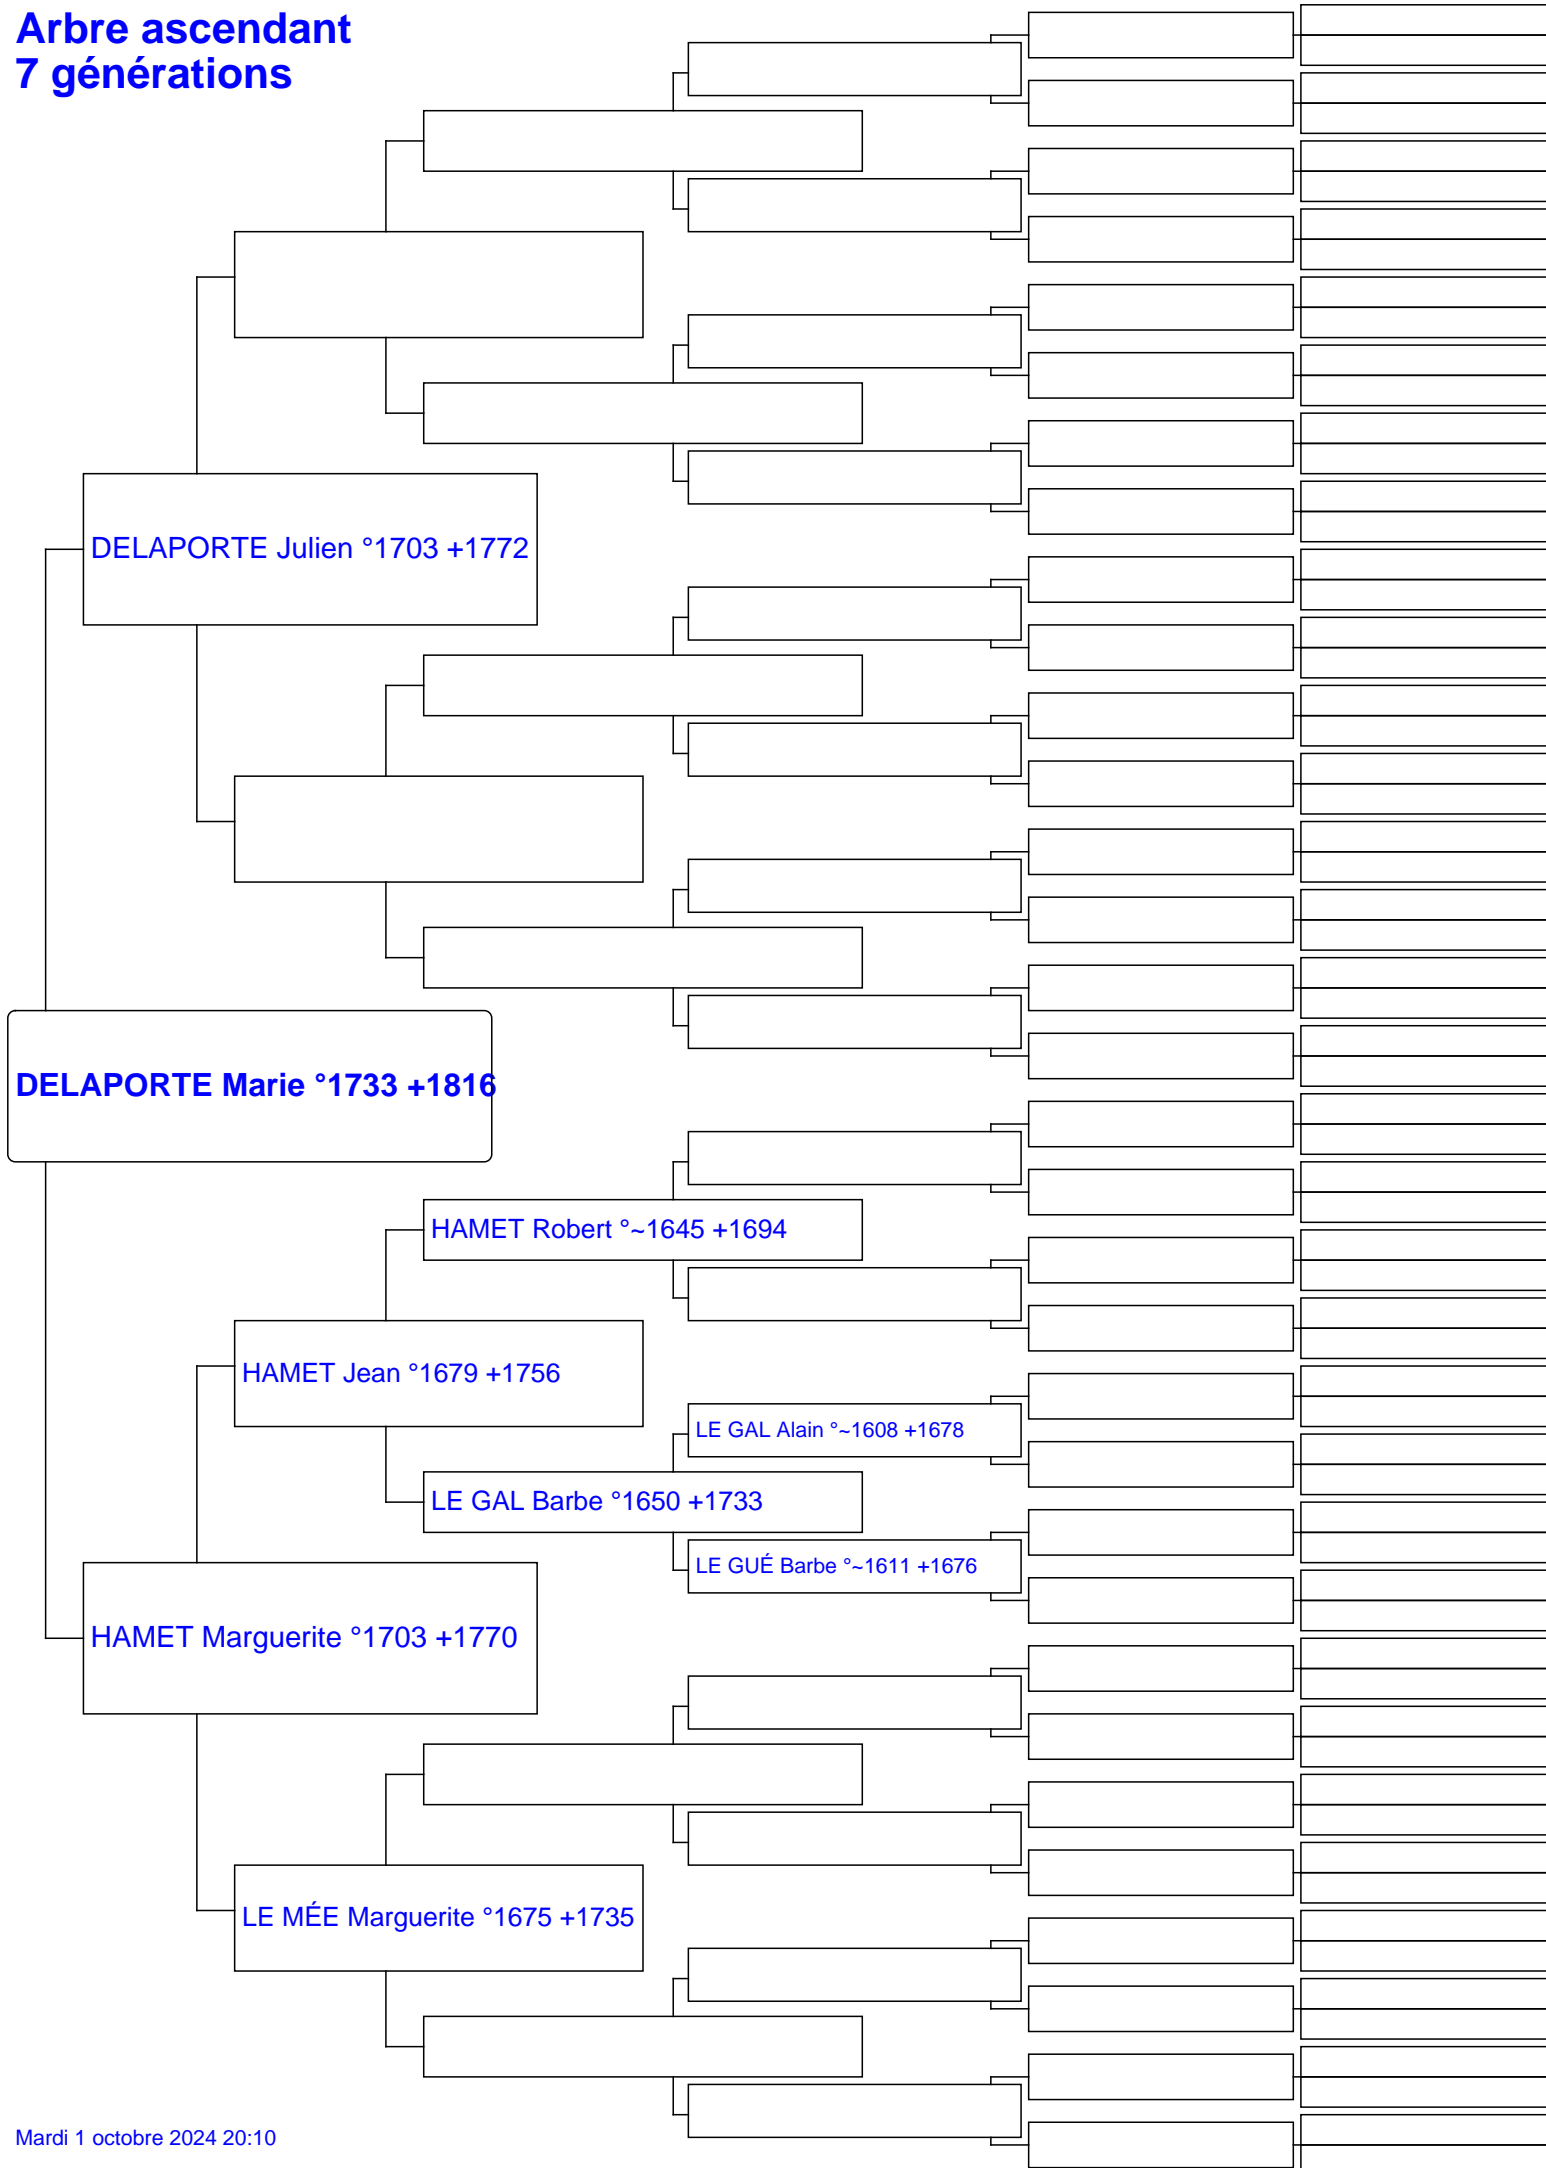 Arbre ascendant
7 générations
DELAPORTE Julien °1703 +1772
DELAPORTE Marie °1733 +1816
HAMET Robert °~1645 +1694
HAMET Jean °1679 +1756
LE GAL Alain °~1608 +1678
LE GAL Barbe °1650 +1733
LE GUÉ Barbe °~1611 +1676
HAMET Marguerite °1703 +1770
LE MÉE Marguerite °1675 +1735
Mardi 1 octobre 2024 20:10